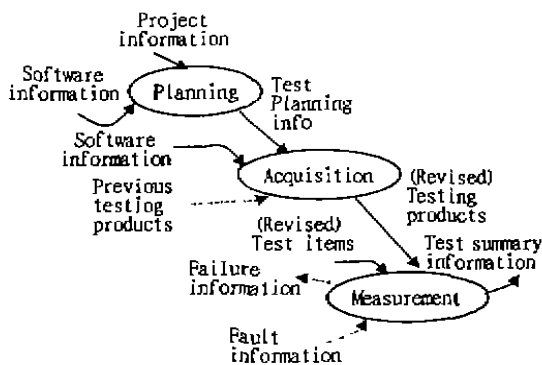 Project
information
Software
information
Planning
Test
Planning
info
Software
information
Acquisition
Previous
testjog
products
(Revised)
Testing
products
(Revised)
Test items
Test summary
information
Failure
information
Measurement
Fault
information